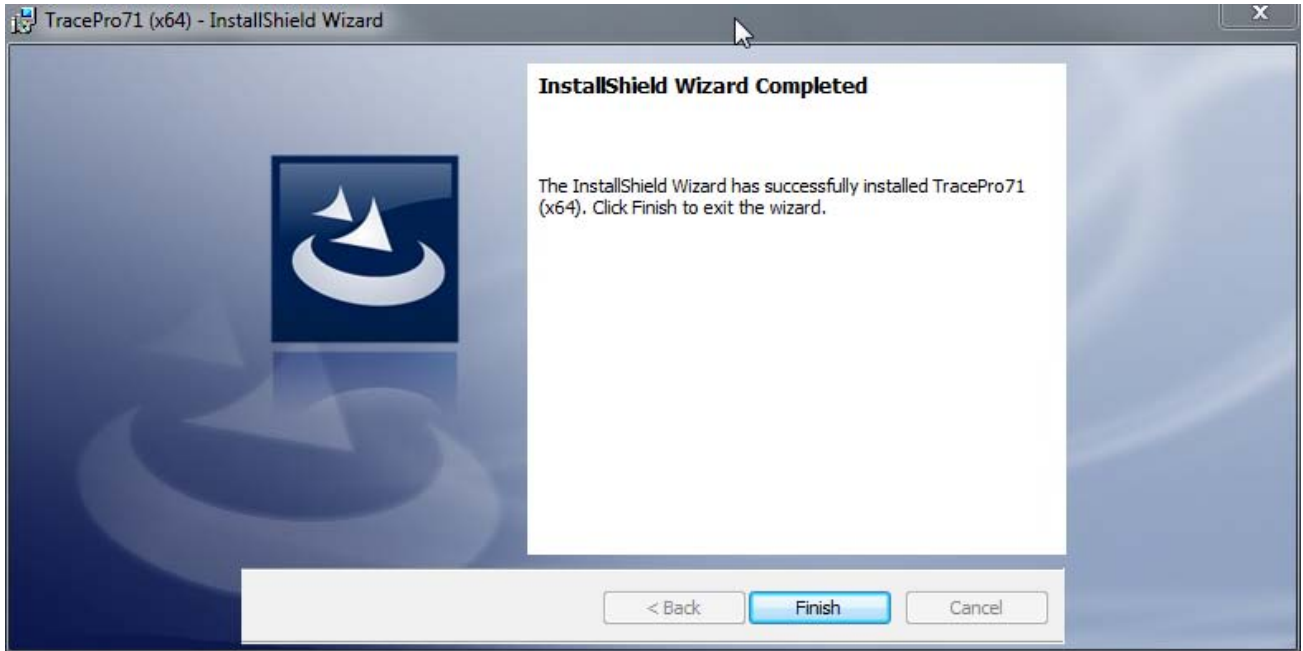 TracePro71 (x64) - InstallShield Wizard
X
InstallShield Wizard Completed
The InstallShield Wizard has successfully installed TracePro71
(x64). Click Finish to exit the wizard.
< Back
Finish
Cancel